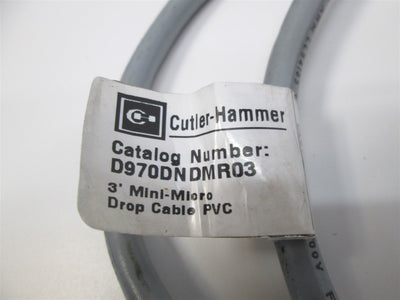 Cutler-Hammer
Catalog Number:
D970DNDMR03
3' Mini-Micro
Drop Cable PVC